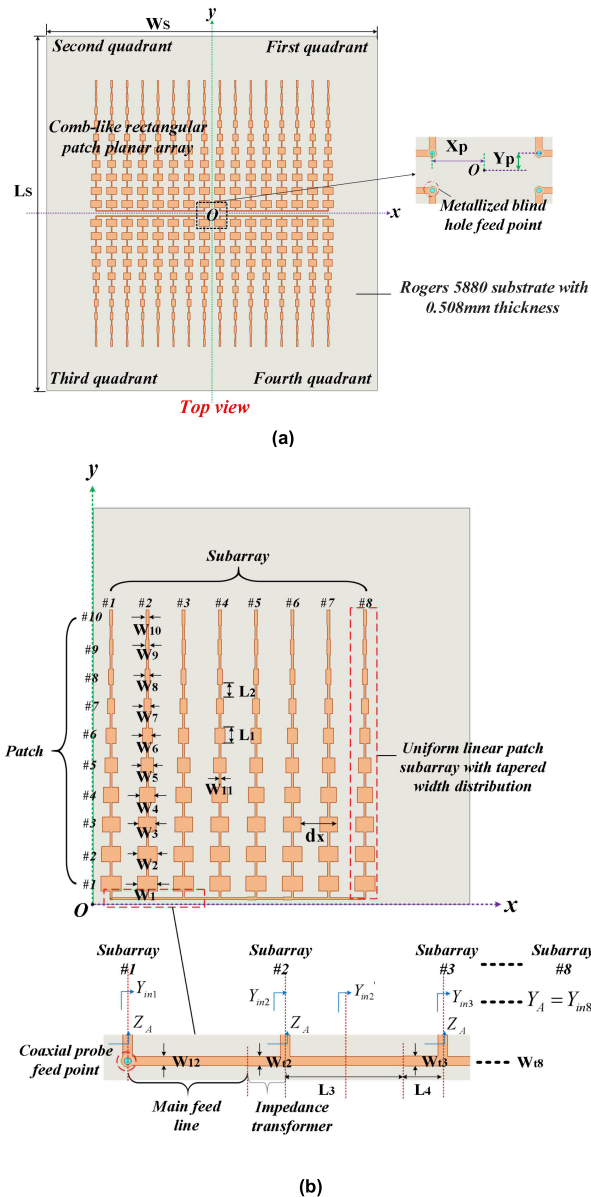 y
Ws
Second quadrant
First quadrant
Comb-like rectangular
patch planar array
Xp
Yp
O
Ls
O
x
Metallized blind
hole feed point
Rogers 5880 substrate with
0.508mm thickness
Third quadrant
Fourth quadrant
Top view
(a)
y
Subarray
#1 #2 #3 #4 #5 #6 #7 #8
#10
W10
#9
W9
#8
W8
L2
#7
W7
#6
W6
L1
Patch
#5
W5
W11
Uniform linear patch
subarray with tapered
width distribution
#4
W4
#3
W3
dx
#2
W2
#1
W1
O
x
Subarray
#1
Subarray
#2
Subarray
#3
Subarray
#8
Yin1
Yin2
Yin2'
Yin3
YA = Yin8
ZA
ZA
ZA
Coaxial probe
feed point
W12
Wt2
Wt3
Wt8
L3
L4
Main feed
line
Impedance
transformer
(b)